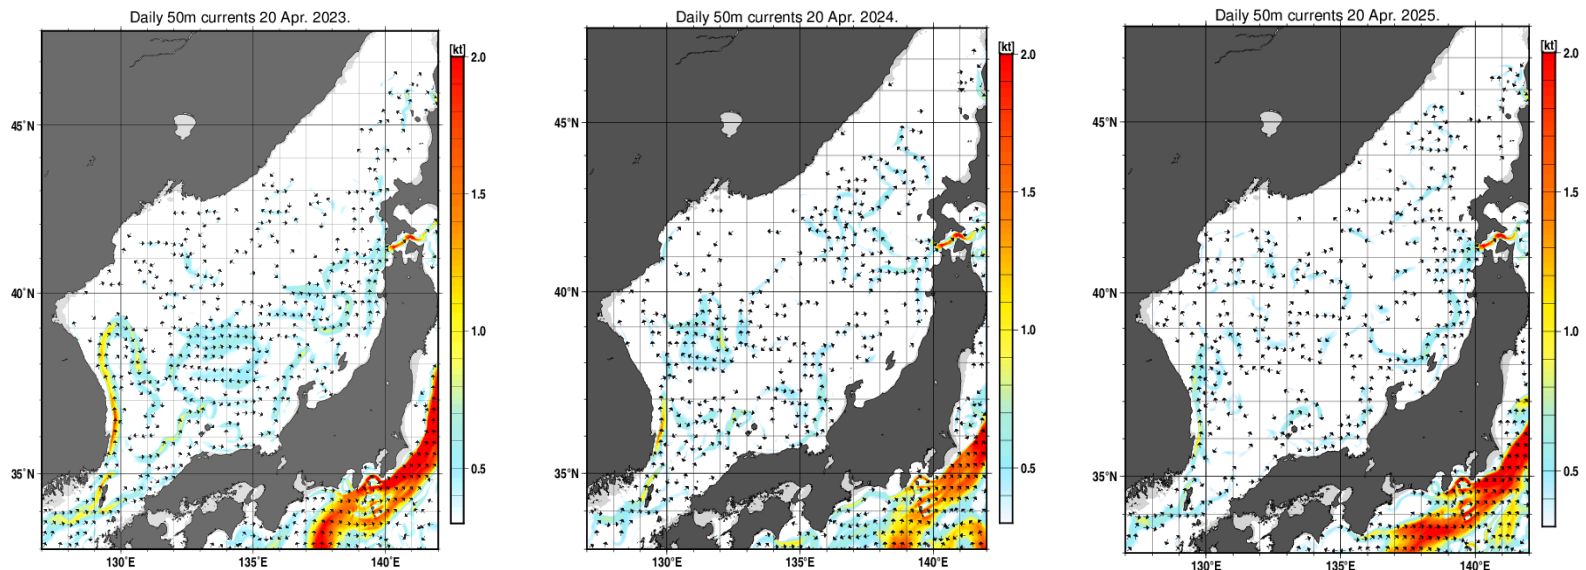 Daily 50m currents 20 Apr. 2023.
[kt]
2.0
1.5
1.0
0.5
45°N
40°N
35°N
130°E
135°E
140°E
Daily 50m currents 20 Apr. 2024.
[kt]
2.0
1.5
1.0
0.5
45°N
40°N
35°N
130°E
135°E
140°E
Daily 50m currents 20 Apr. 2025.
[kt]
2.0
1.5
1.0
0.5
45°N
40°N
35°N
130°E
135°E
140°E